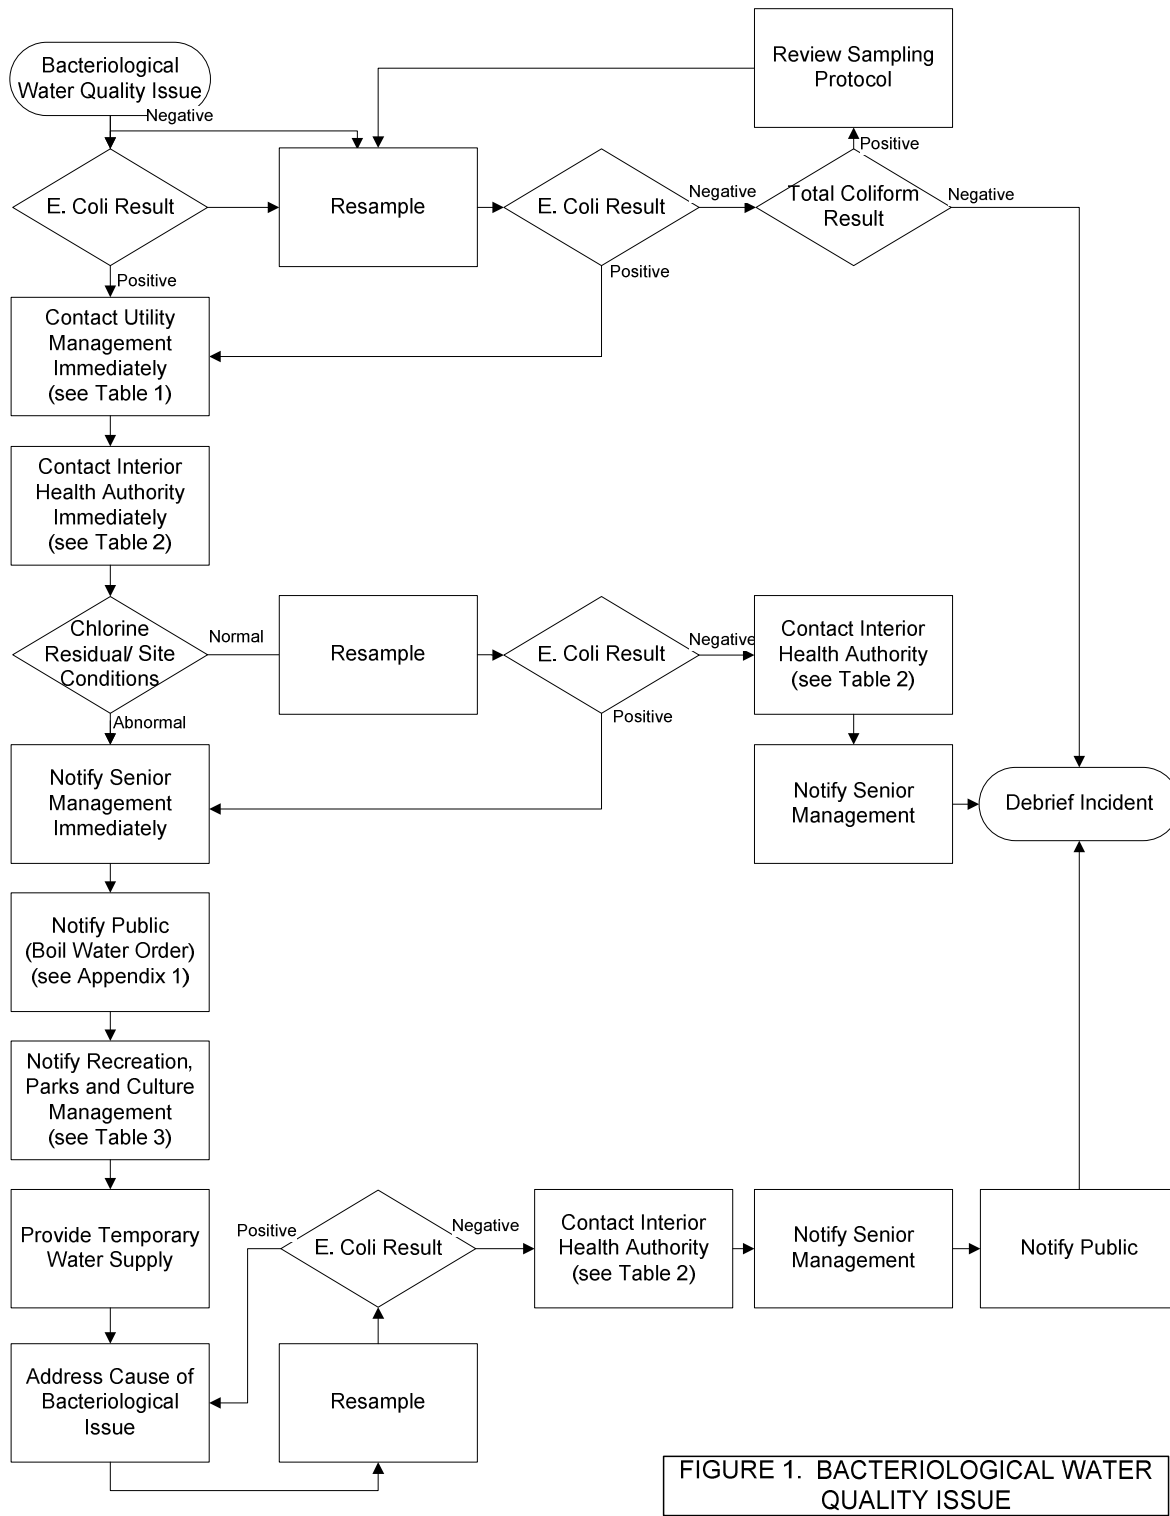 Bacteriological
Water Quality Issue
Negative
Review Sampling
Protocol
Positive
E. Coli Result
Resample
E. Coli Result
Negative
Total Coliform
Result
Negative
Positive
Positive
Contact Utility
Management
Immediately
(see Table 1)
Contact Interior
Health Authority
Immediately
(see Table 2)
Chlorine
Residual/ Site
Conditions
Normal
Resample
E. Coli Result
Negative
Contact Interior
Health Authority
(see Table 2)
Abnormal
Positive
Notify Senior
Management
Immediately
Notify Senior
Management
Debrief Incident
Notify Public
(Boil Water Order)
(see Appendix 1)
Notify Recreation,
Parks and Culture
Management
(see Table 3)
Provide Temporary
Water Supply
Positive
E. Coli Result
Negative
Contact Interior
Health Authority
(see Table 2)
Notify Senior
Management
Notify Public
Address Cause of
Bacteriological
Issue
Resample
FIGURE 1. BACTERIOLOGICAL WATER
QUALITY ISSUE